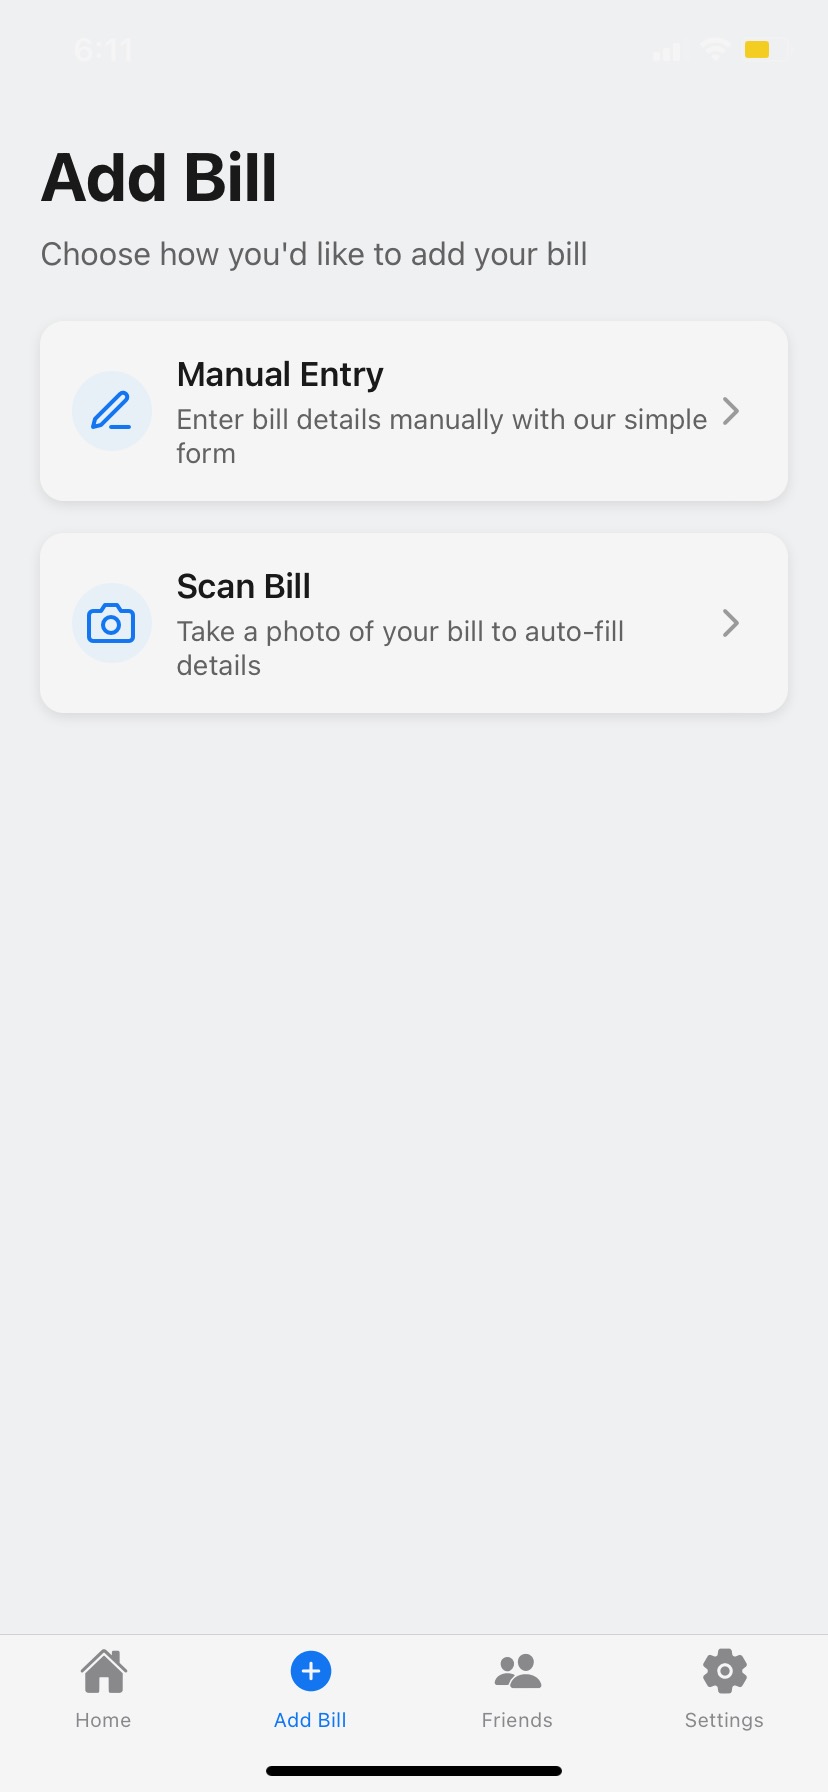 6:11
Add Bill
Choose how you'd like to add your bill
Manual Entry
Enter bill details manually with our simple
form
Scan Bill
Take a photo of your bill to auto-fill
details
Home
Add Bill
Friends
Settings